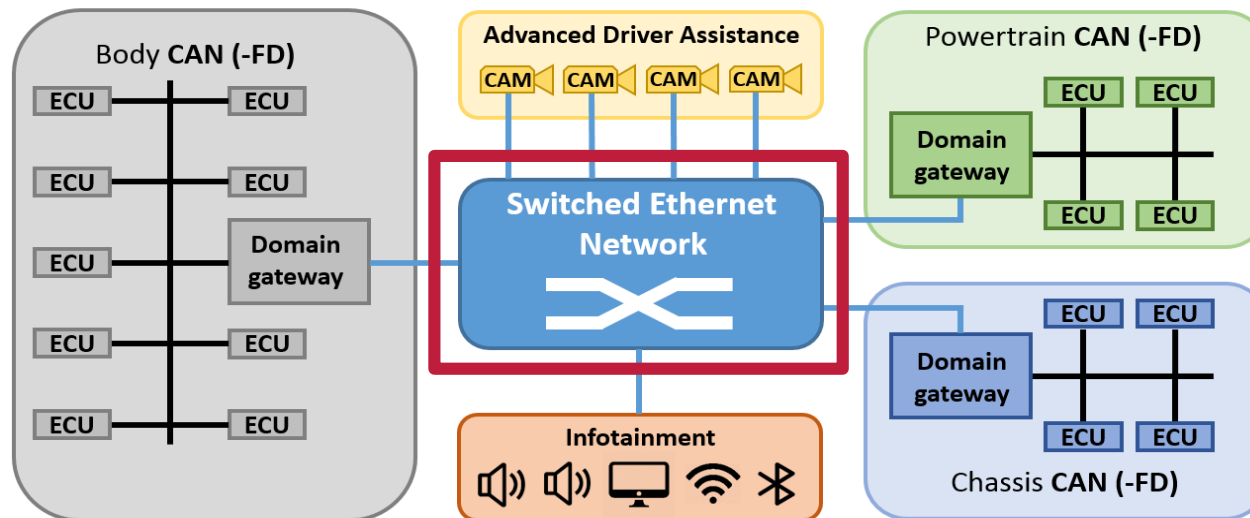 Body CAN (-FD)
ECU
ECU
ECU
ECU
ECU
Domain
gateway
ECU
ECU
ECU
ECU
Advanced Driver Assistance
CAM
CAM
CAM
CAM
Switched Ethernet
Network
Infotainment
Powertrain CAN (-FD)
ECU
ECU
Domain
gateway
ECU
ECU
ECU
ECU
Domain
gateway
ECU
ECU
Chassis CAN (-FD)